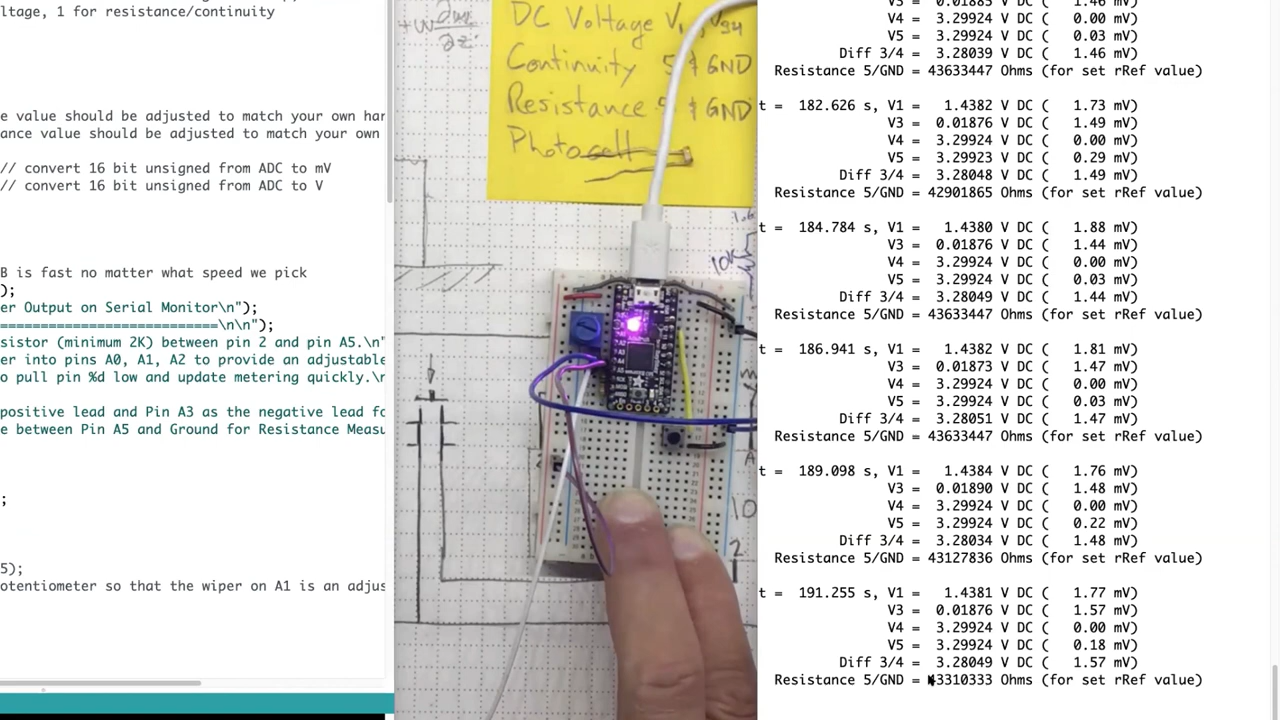 ltage, 1 for resistance/continuity
e value should be adjusted to match your own har
ance value should be adjusted to match your own
// convert 16 bit unsigned from ADC to mV
// convert 16 bit unsigned from ADC to V
B is fast no matter what speed we pick
);
er Output on Serial Monitor\n");
===========================\n\n");
sistor (minimum 2K) between pin 2 and pin A5.\n"
er into pins A0, A1, A2 to provide an adjustable
o pull pin %d low and update metering quickly.\r
positive lead and Pin A3 as the negative lead fo
e between Pin A5 and Ground for Resistance Measu
;
5);
otentiometer so that the wiper on A1 is an adjus
DC Voltage V1,
Continuity 5 & GND
Resistance 5 & GND
Photocell
10K
V3 = 0.01885 V DC ( 1.46 mV)
V4 = 3.29924 V DC ( 0.00 mV)
V5 = 3.29924 V DC ( 0.03 mV)
Diff 3/4 = 3.28039 V DC ( 1.46 mV)
Resistance 5/GND = 43633447 Ohms (for set rRef value)
t = 182.626 s, V1 = 1.4382 V DC ( 1.73 mV)
V3 = 0.01876 V DC ( 1.49 mV)
V4 = 3.29924 V DC ( 0.00 mV)
V5 = 3.29923 V DC ( 0.29 mV)
Diff 3/4 = 3.28048 V DC ( 1.49 mV)
Resistance 5/GND = 42901865 Ohms (for set rRef value)
t = 184.784 s, V1 = 1.4380 V DC ( 1.88 mV)
V3 = 0.01876 V DC ( 1.44 mV)
V4 = 3.29924 V DC ( 0.00 mV)
V5 = 3.29924 V DC ( 0.03 mV)
Diff 3/4 = 3.28049 V DC ( 1.44 mV)
Resistance 5/GND = 43633447 Ohms (for set rRef value)
t = 186.941 s, V1 = 1.4382 V DC ( 1.81 mV)
V3 = 0.01873 V DC ( 1.47 mV)
V4 = 3.29924 V DC ( 0.00 mV)
V5 = 3.29924 V DC ( 0.03 mV)
Diff 3/4 = 3.28051 V DC ( 1.47 mV)
Resistance 5/GND = 43633447 Ohms (for set rRef value)
t = 189.098 s, V1 = 1.4384 V DC ( 1.76 mV)
V3 = 0.01890 V DC ( 1.48 mV)
V4 = 3.29924 V DC ( 0.00 mV)
V5 = 3.29924 V DC ( 0.22 mV)
Diff 3/4 = 3.28034 V DC ( 1.48 mV)
Resistance 5/GND = 43127836 Ohms (for set rRef value)
t = 191.255 s, V1 = 1.4381 V DC ( 1.77 mV)
V3 = 0.01876 V DC ( 1.57 mV)
V4 = 3.29924 V DC ( 0.00 mV)
V5 = 3.29924 V DC ( 0.18 mV)
Diff 3/4 = 3.28049 V DC ( 1.57 mV)
Resistance 5/GND = 43310333 Ohms (for set rRef value)